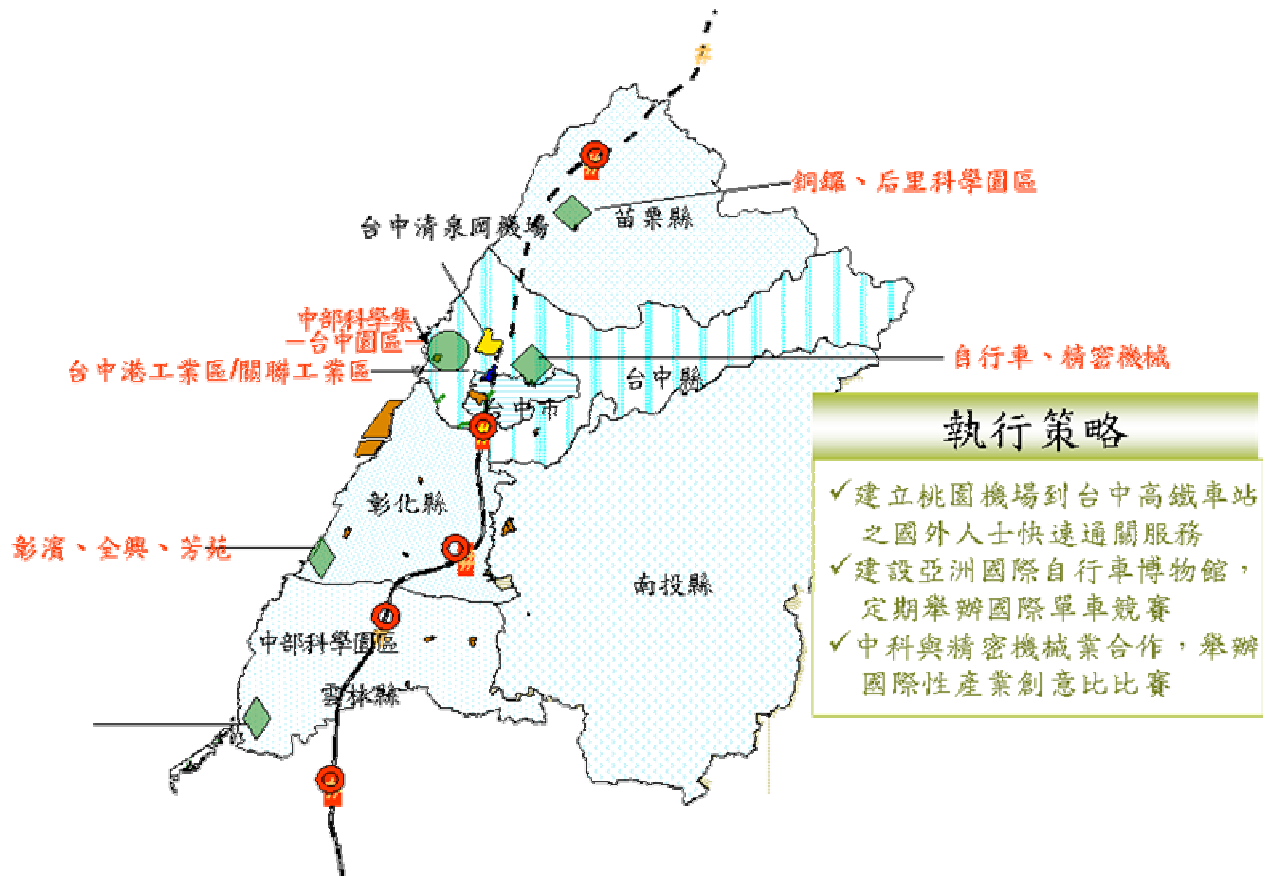 銅鑼、后里科學園區
苗栗縣
台中清泉岡機場
中部科學集
－台中園區－
台中港工業區/關聯工業區
自行車、精密機械
台中縣
台中市
執行策略
✓建立桃園機場到台中高鐵車站
之國外人士快速通關服務
✓建設亞洲國際自行車博物館，
定期舉辦國際單車競賽
✓中科與精密機械業合作，舉辦
國際性產業創意比比賽
彰化縣
彰濱、全興、芳苑
南投縣
中部科學園區
雲林縣